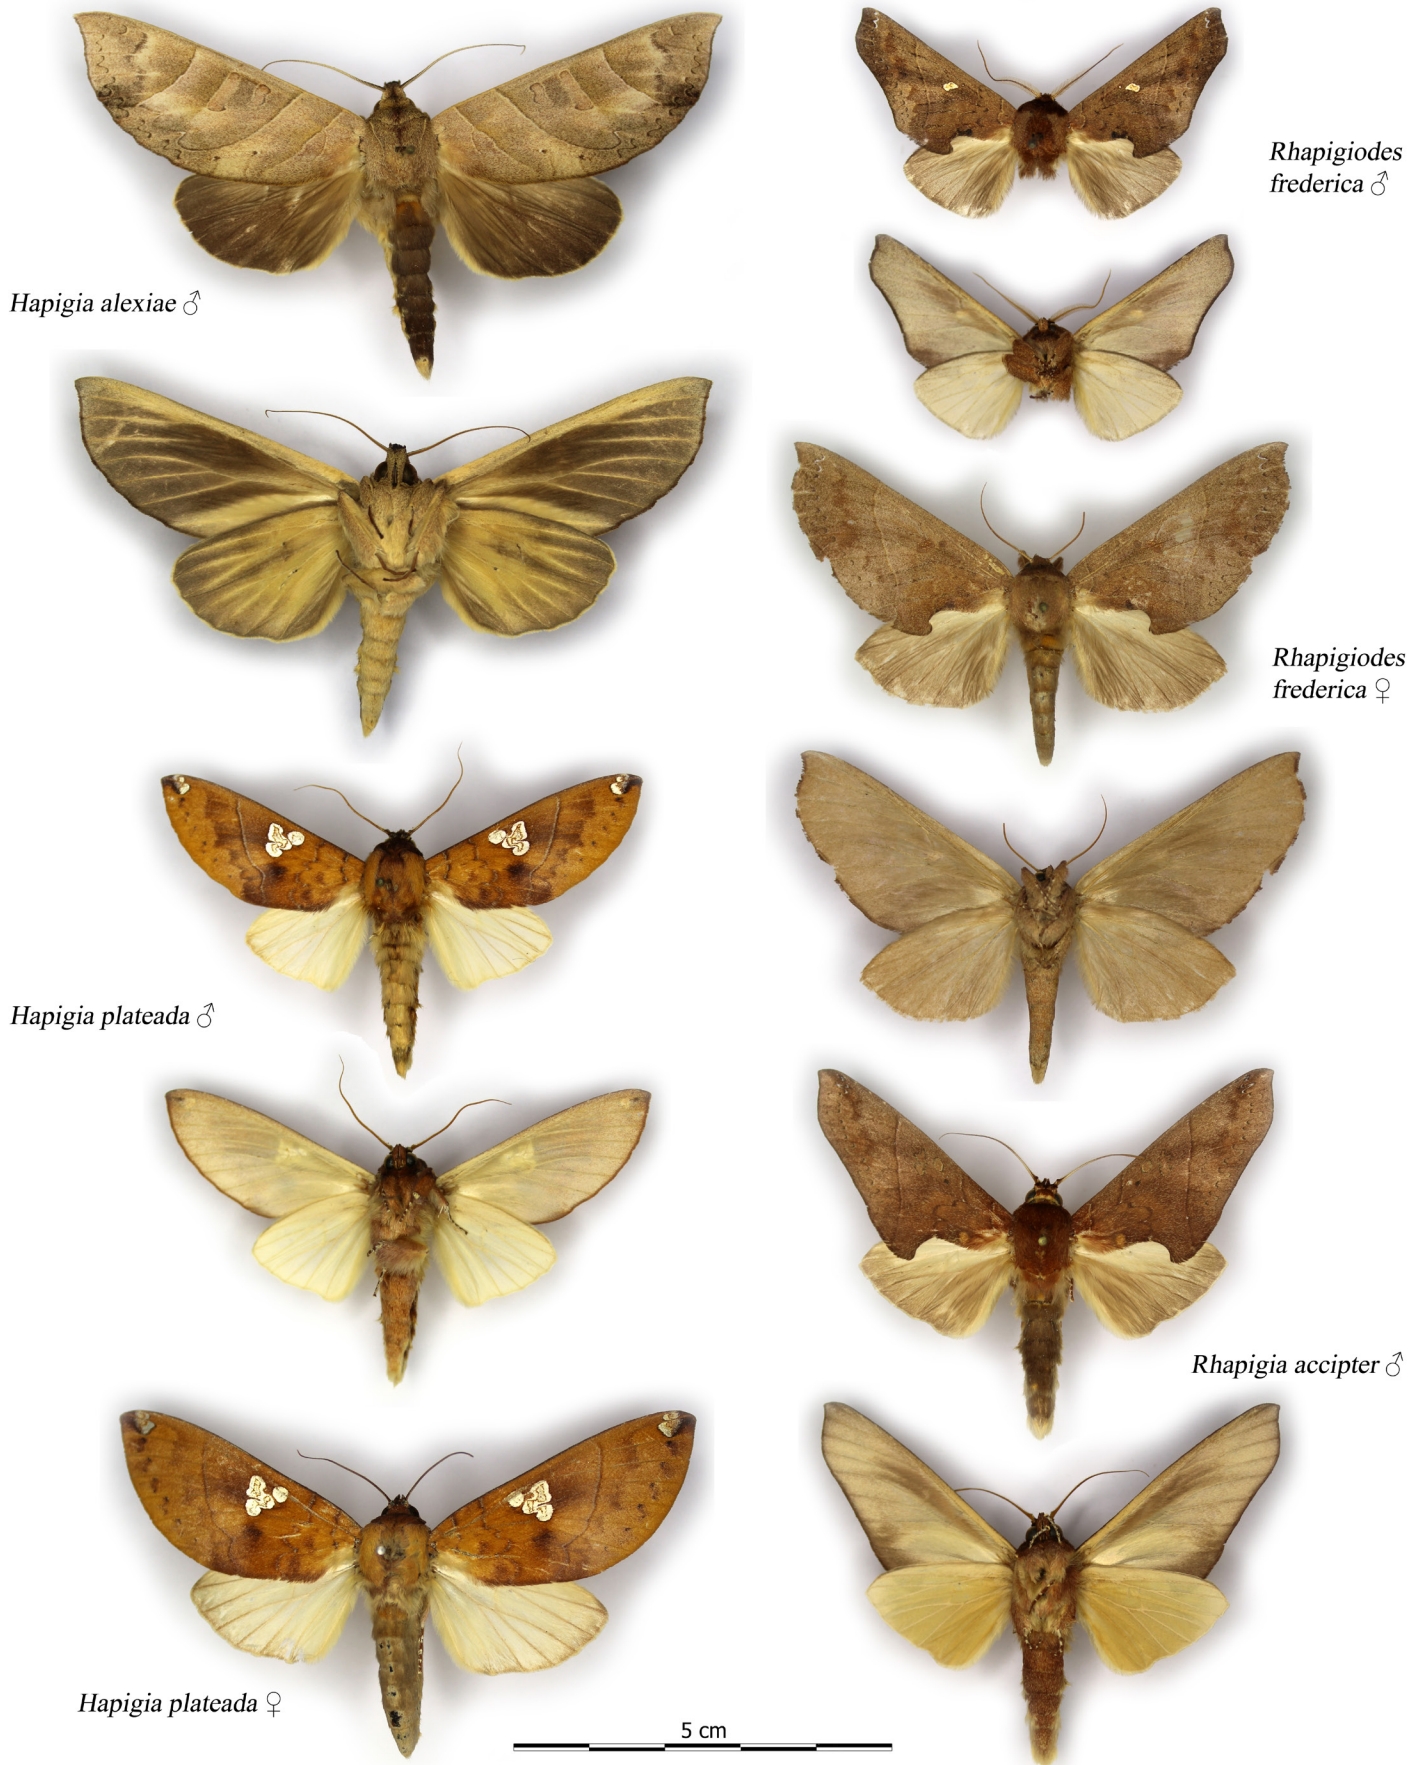 Rhapigiodes
frederica ♂
Hapigia alexiae ♂
Rhapigiodes
frederica ♀
Hapigia plateada ♂
Rhapigia accipter ♂
Hapigia plateada ♀
5 cm